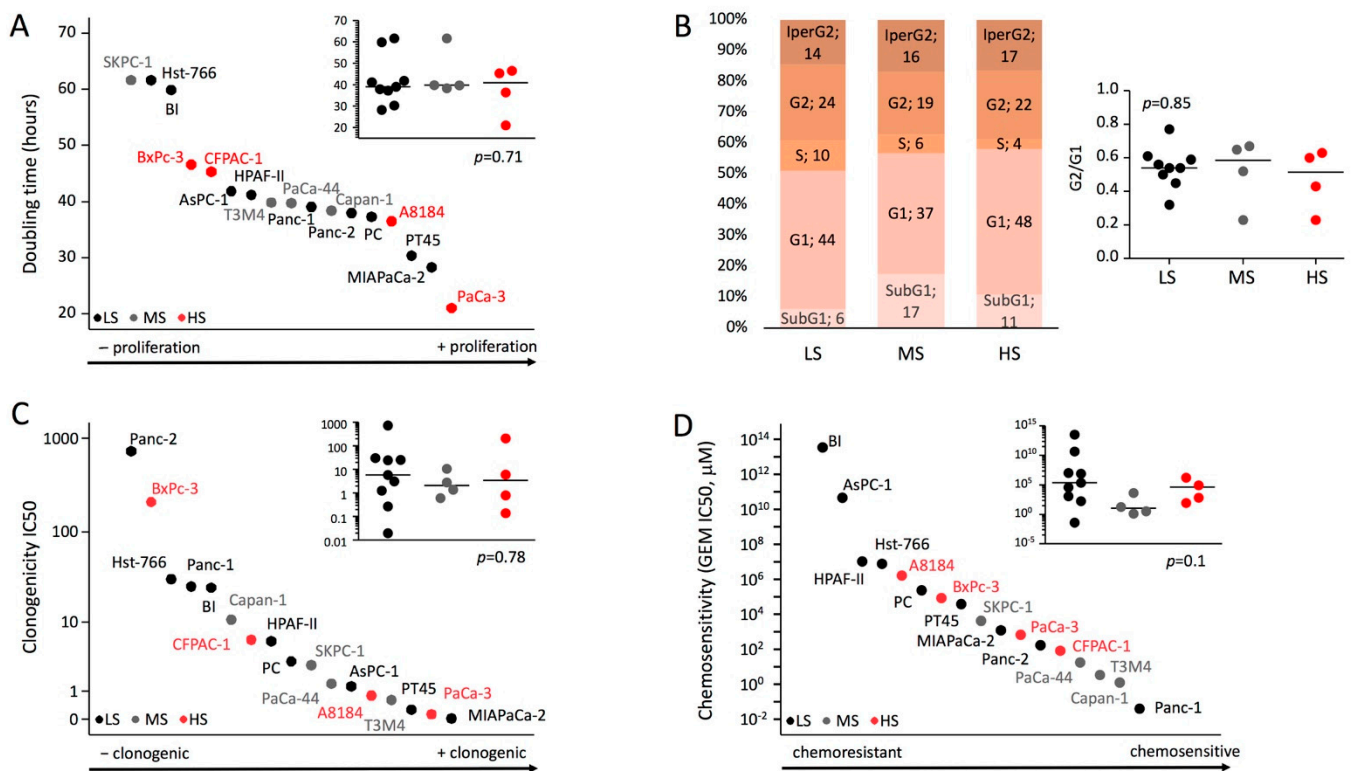 A
Doubling time (hours)
70
60
50
40
30
20
SKPC-1
Hst-766
BI
BxPc-3
CFPAC-1
HPAF-II
AsPC-1
PaCa-44
T3M4
Capan-1
Panc-1
Panc-2
PC
A8184
PT45
MIAPaCa-2
PaCa-3
LS MS HS
– proliferation
+ proliferation
70
60
50
40
30
20
p=0.71
B
100%
90%
80%
70%
60%
50%
40%
30%
20%
10%
0%
IperG2;
14
G2; 24
S; 10
G1; 44
SubG1; 6
IperG2;
16
G2; 19
S; 6
G1; 37
SubG1;
17
IperG2;
17
G2; 22
S; 4
G1; 48
SubG1;
11
LS
MS
HS
G2/G1
1.0
0.8
0.6
0.4
0.2
0.0
p=0.85
LS
MS
HS
C
Clonogenicity IC50
1000
100
10
1
0
Panc-2
BxPc-3
Hst-766
Panc-1
BI
Capan-1
CFPAC-1
HPAF-II
PC
SKPC-1
PaCa-44
AsPC-1
A8184
PT45
T3M4
PaCa-3
MIAPaCa-2
LS MS HS
– clonogenic
+ clonogenic
1000
100
10
1
0.1
0.01
p=0.78
D
Chemosensitivity (GEM IC50, μM)
10¹⁴
10¹²
10¹⁰
10⁸
10⁶
10⁴
10²
10⁰
10⁻²
BI
AsPC-1
HPAF-II
Hst-766
A8184
PC
BxPc-3
PT45
SKPC-1
MIAPaCa-2
PaCa-3
Panc-2
CFPAC-1
PaCa-44
T3M4
Capan-1
Panc-1
LS MS HS
chemoresistant
chemosensitive
10¹⁵
10¹⁰
10⁵
10⁰
10⁻⁵
p=0.1